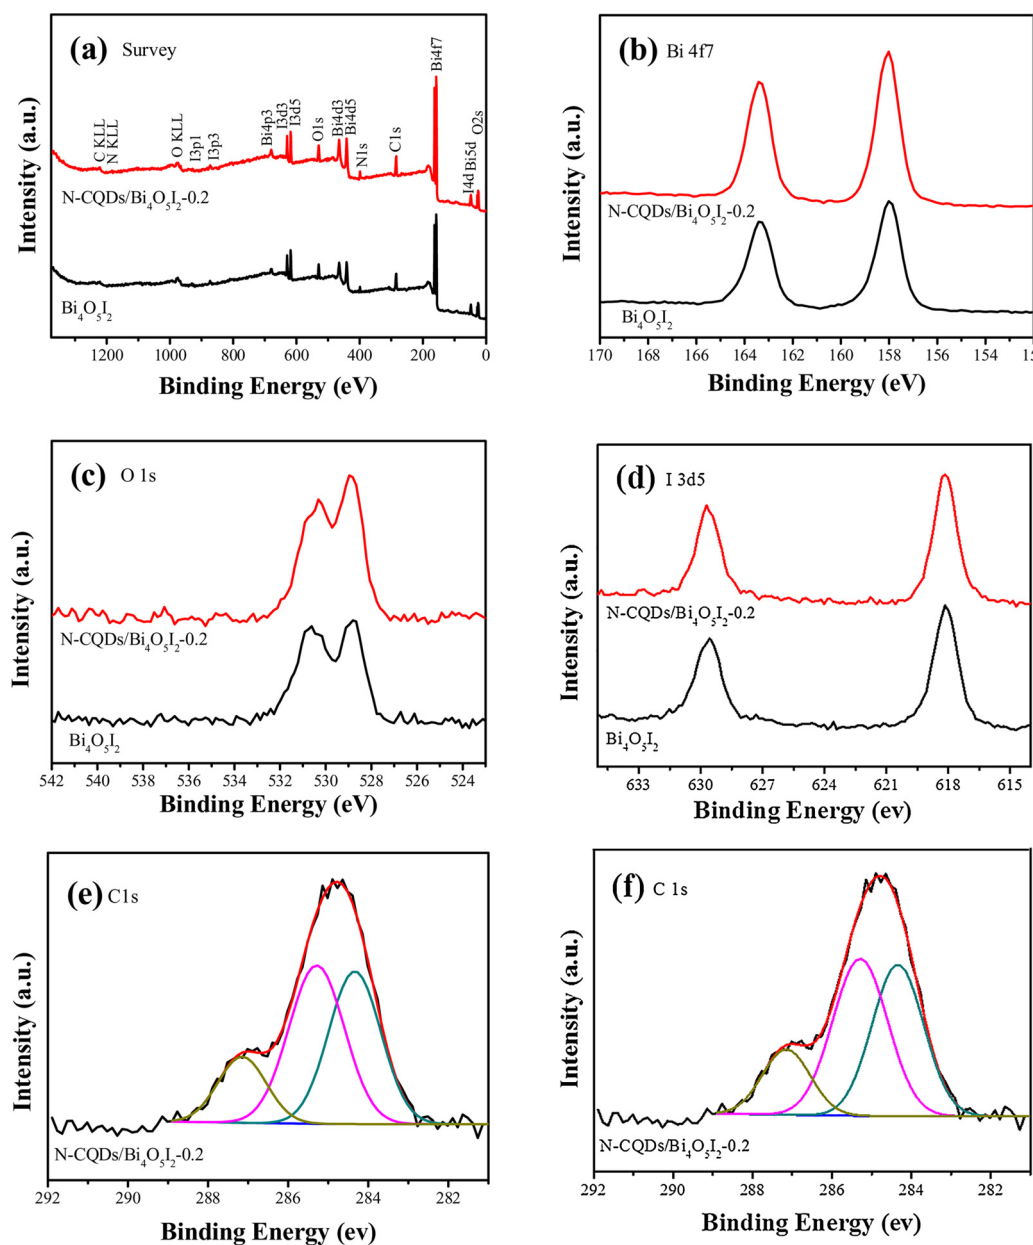 (a) Survey
Intensity (a.u.)
C KLL
N KLL
O KLL
I3p1
I3p3
Bi4p3
I3d3
I3d5
O1s
Bi4d3
Bi4d5
N1s
C1s
Bi4f7
I4d
Bi5d
O2s
N-CQDs/Bi₄O₅I₂-0.2
Bi₄O₅I₂
1200 1000 800 600 400 200 0
Binding Energy (eV)
(b) Bi 4f7
Intensity (a.u.)
N-CQDs/Bi₄O₅I₂-0.2
Bi₄O₅I₂
170 168 166 164 162 160 158 156 154 15
Binding Energy (eV)
(c) O 1s
Intensity (a.u.)
N-CQDs/Bi₄O₅I₂-0.2
Bi₄O₅I₂
542 540 538 536 534 532 530 528 526 524
Binding Energy (eV)
(d) I 3d5
Intensity (a.u.)
N-CQDs/Bi₄O₅I₂-0.2
Bi₄O₅I₂
633 630 627 624 621 618 615
Binding Energy (ev)
(e) C1s
Intensity (a.u.)
N-CQDs/Bi₄O₅I₂-0.2
292 290 288 286 284 282
Binding Energy (ev)
(f) C 1s
Intensity (a.u.)
N-CQDs/Bi₄O₅I₂-0.2
292 290 288 286 284 282
Binding Energy (ev)